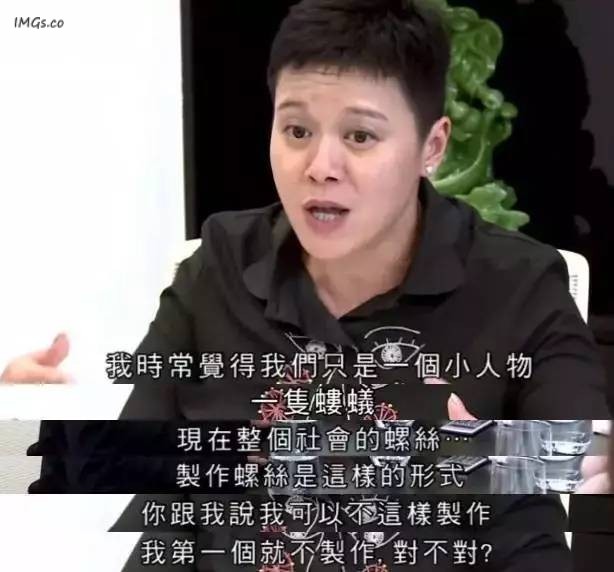 IMGs.co
我時常覺得我們只是一個小人物
一隻螻蟻
現在整個社會的螺絲…
製作螺絲是這樣的形式
你跟我說我可以不這樣製作
我第一個就不製作,對不對?